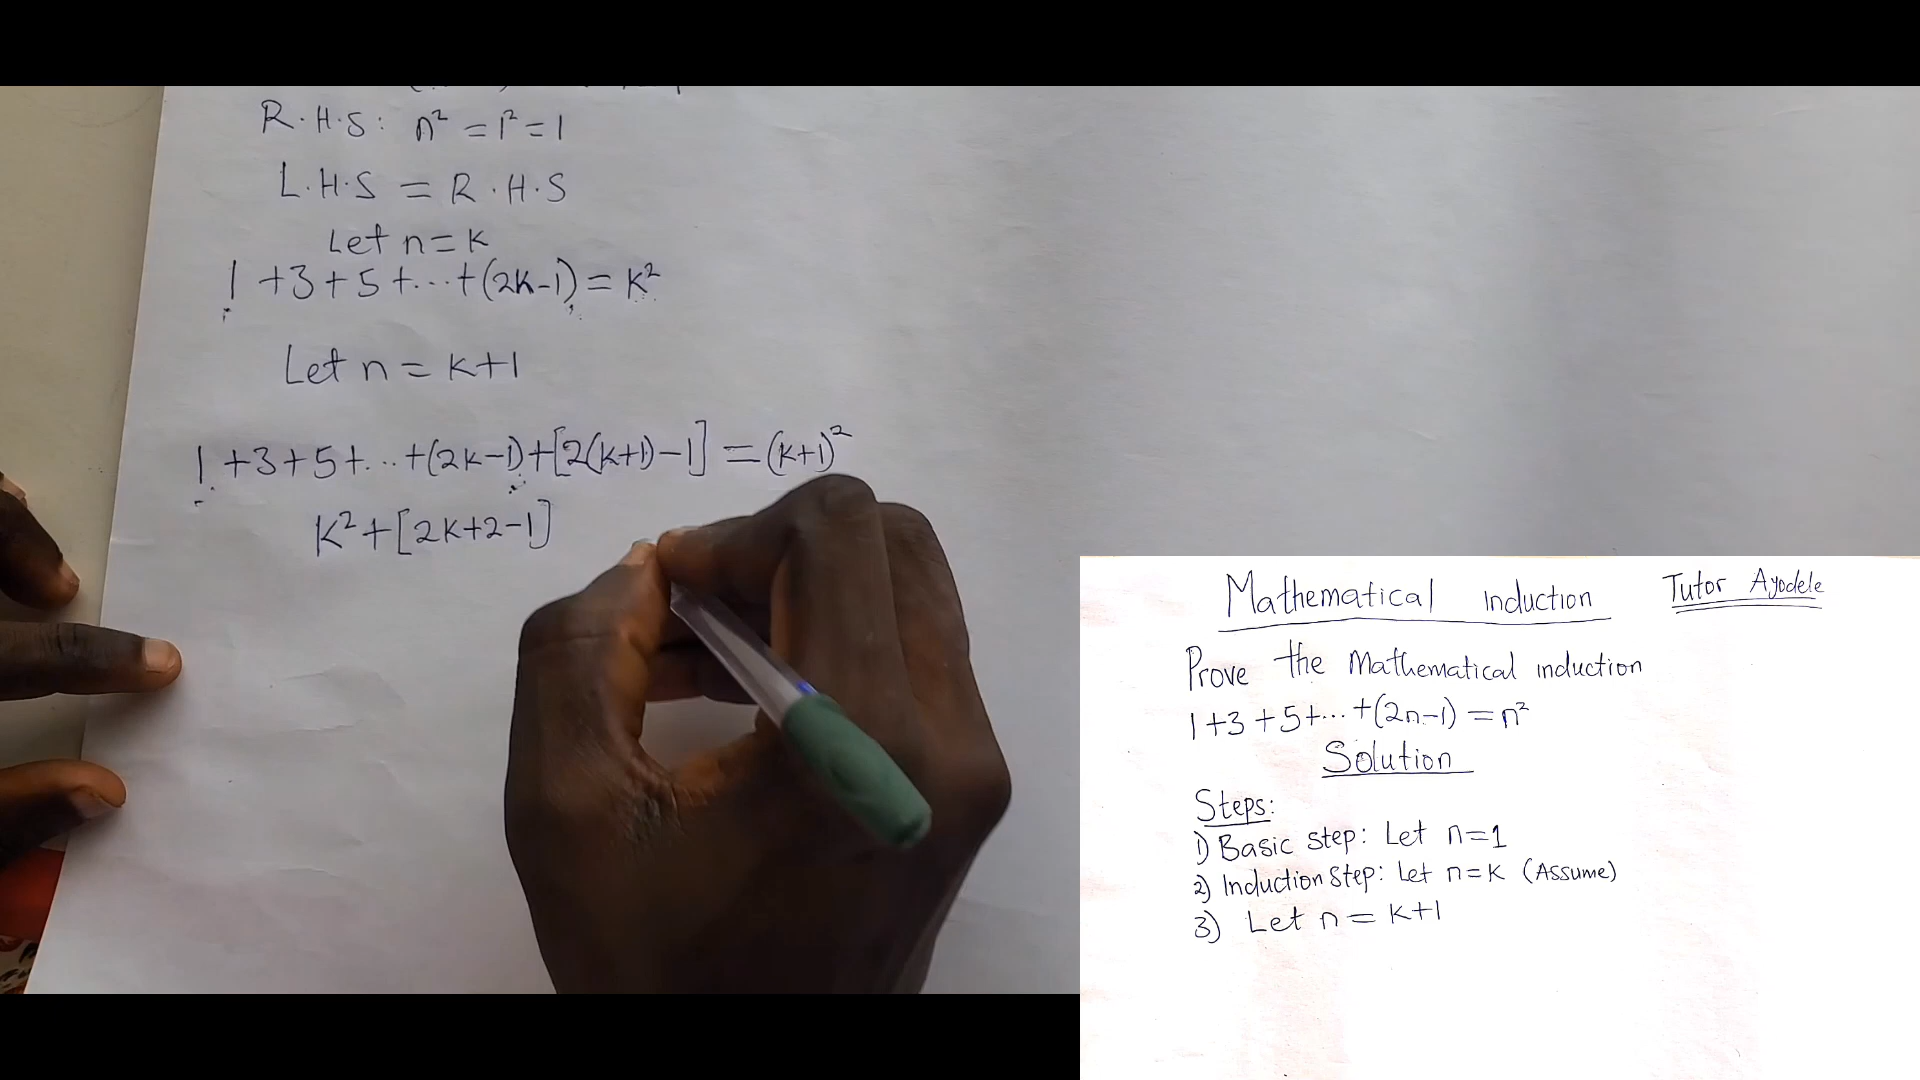 R.H.S: n² = 1² = 1
L.H.S = R.H.S
Let n=k
1+3+5+...+(2k-1)=k²
Let n = k+1
1+3+5+...+(2k-1)+[2(k+1)-1] = (k+1)²
k²+[2k+2-1]
Mathematical induction
Tutor Ayodele
Prove the Mathematical induction
1+3+5+...+(2n-1)=n²
Solution
Steps:
1) Basic step: Let n=1
2) Induction step: Let n=k (Assume)
3) Let n = k+1